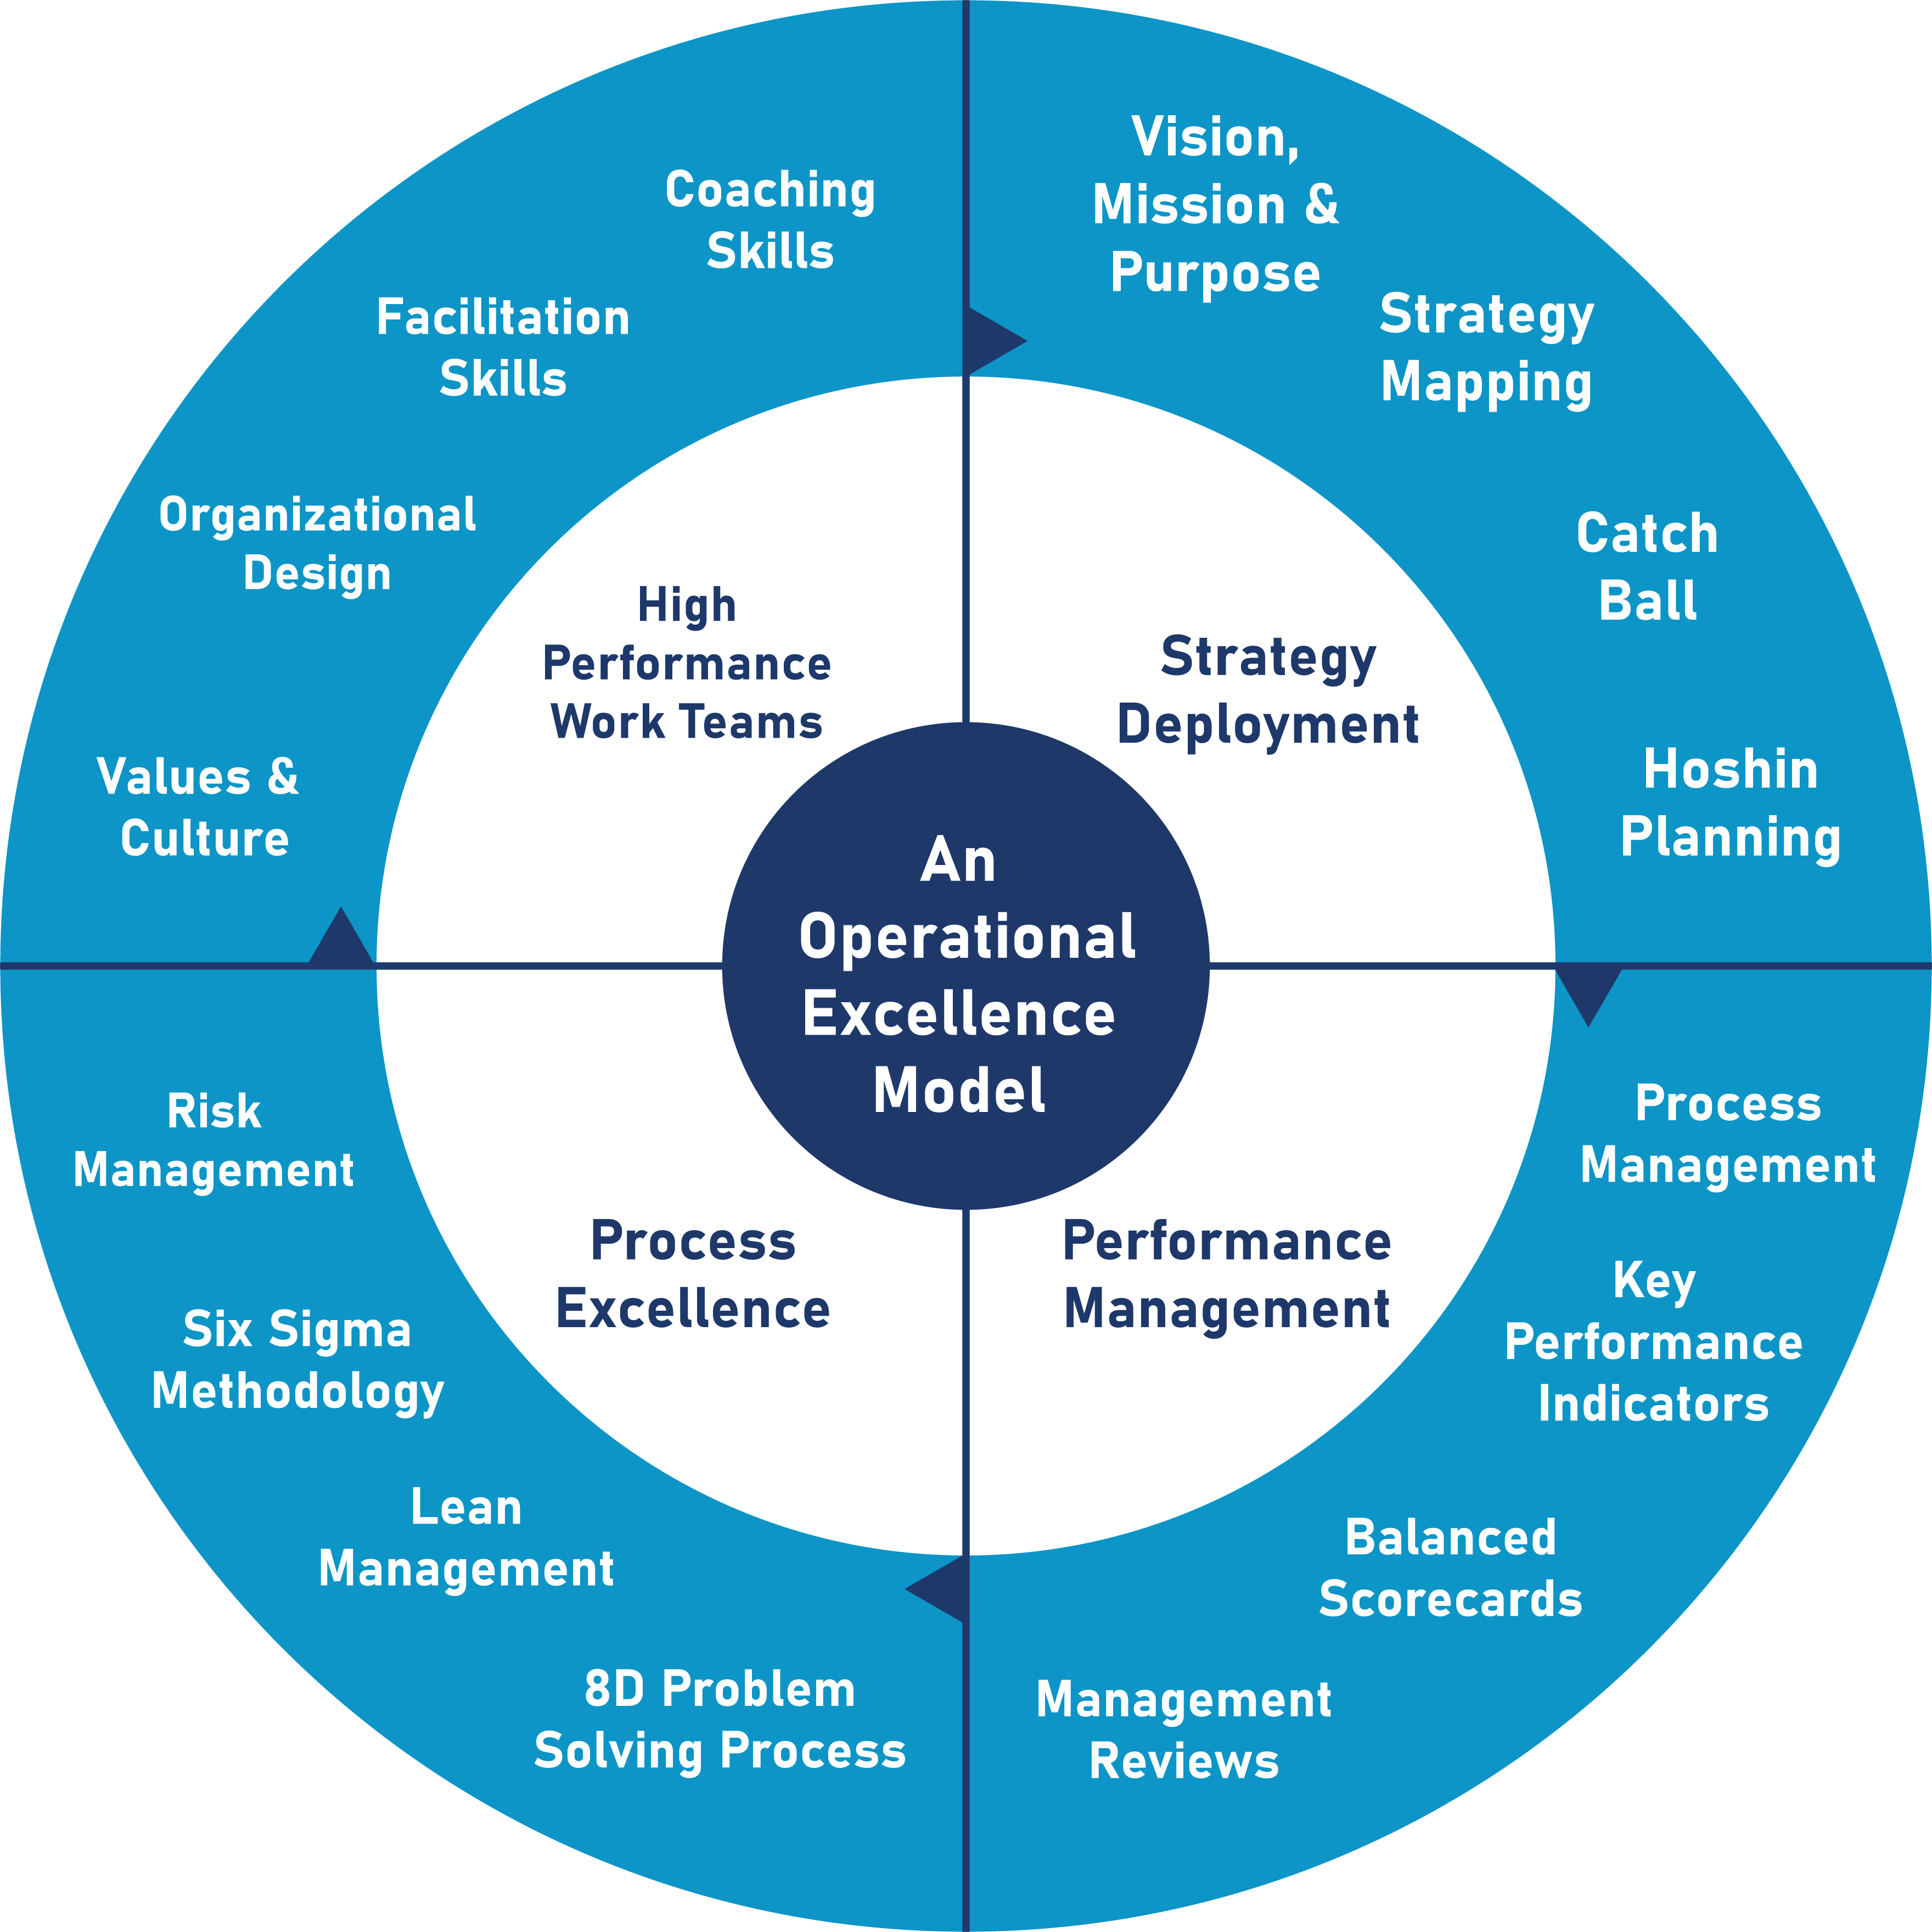 An
Operational
Excellence
Model
Strategy
Deployment
Vision,
Mission &
Purpose
Strategy
Mapping
Catch
Ball
Hoshin
Planning
Performance
Management
Process
Management
Key
Performance
Indicators
Balanced
Scorecards
Management
Reviews
Process
Excellence
8D Problem
Solving Process
Lean
Management
Six Sigma
Methodology
Risk
Management
High
Performance
Work Teams
Values &
Culture
Organizational
Design
Facilitation
Skills
Coaching
Skills